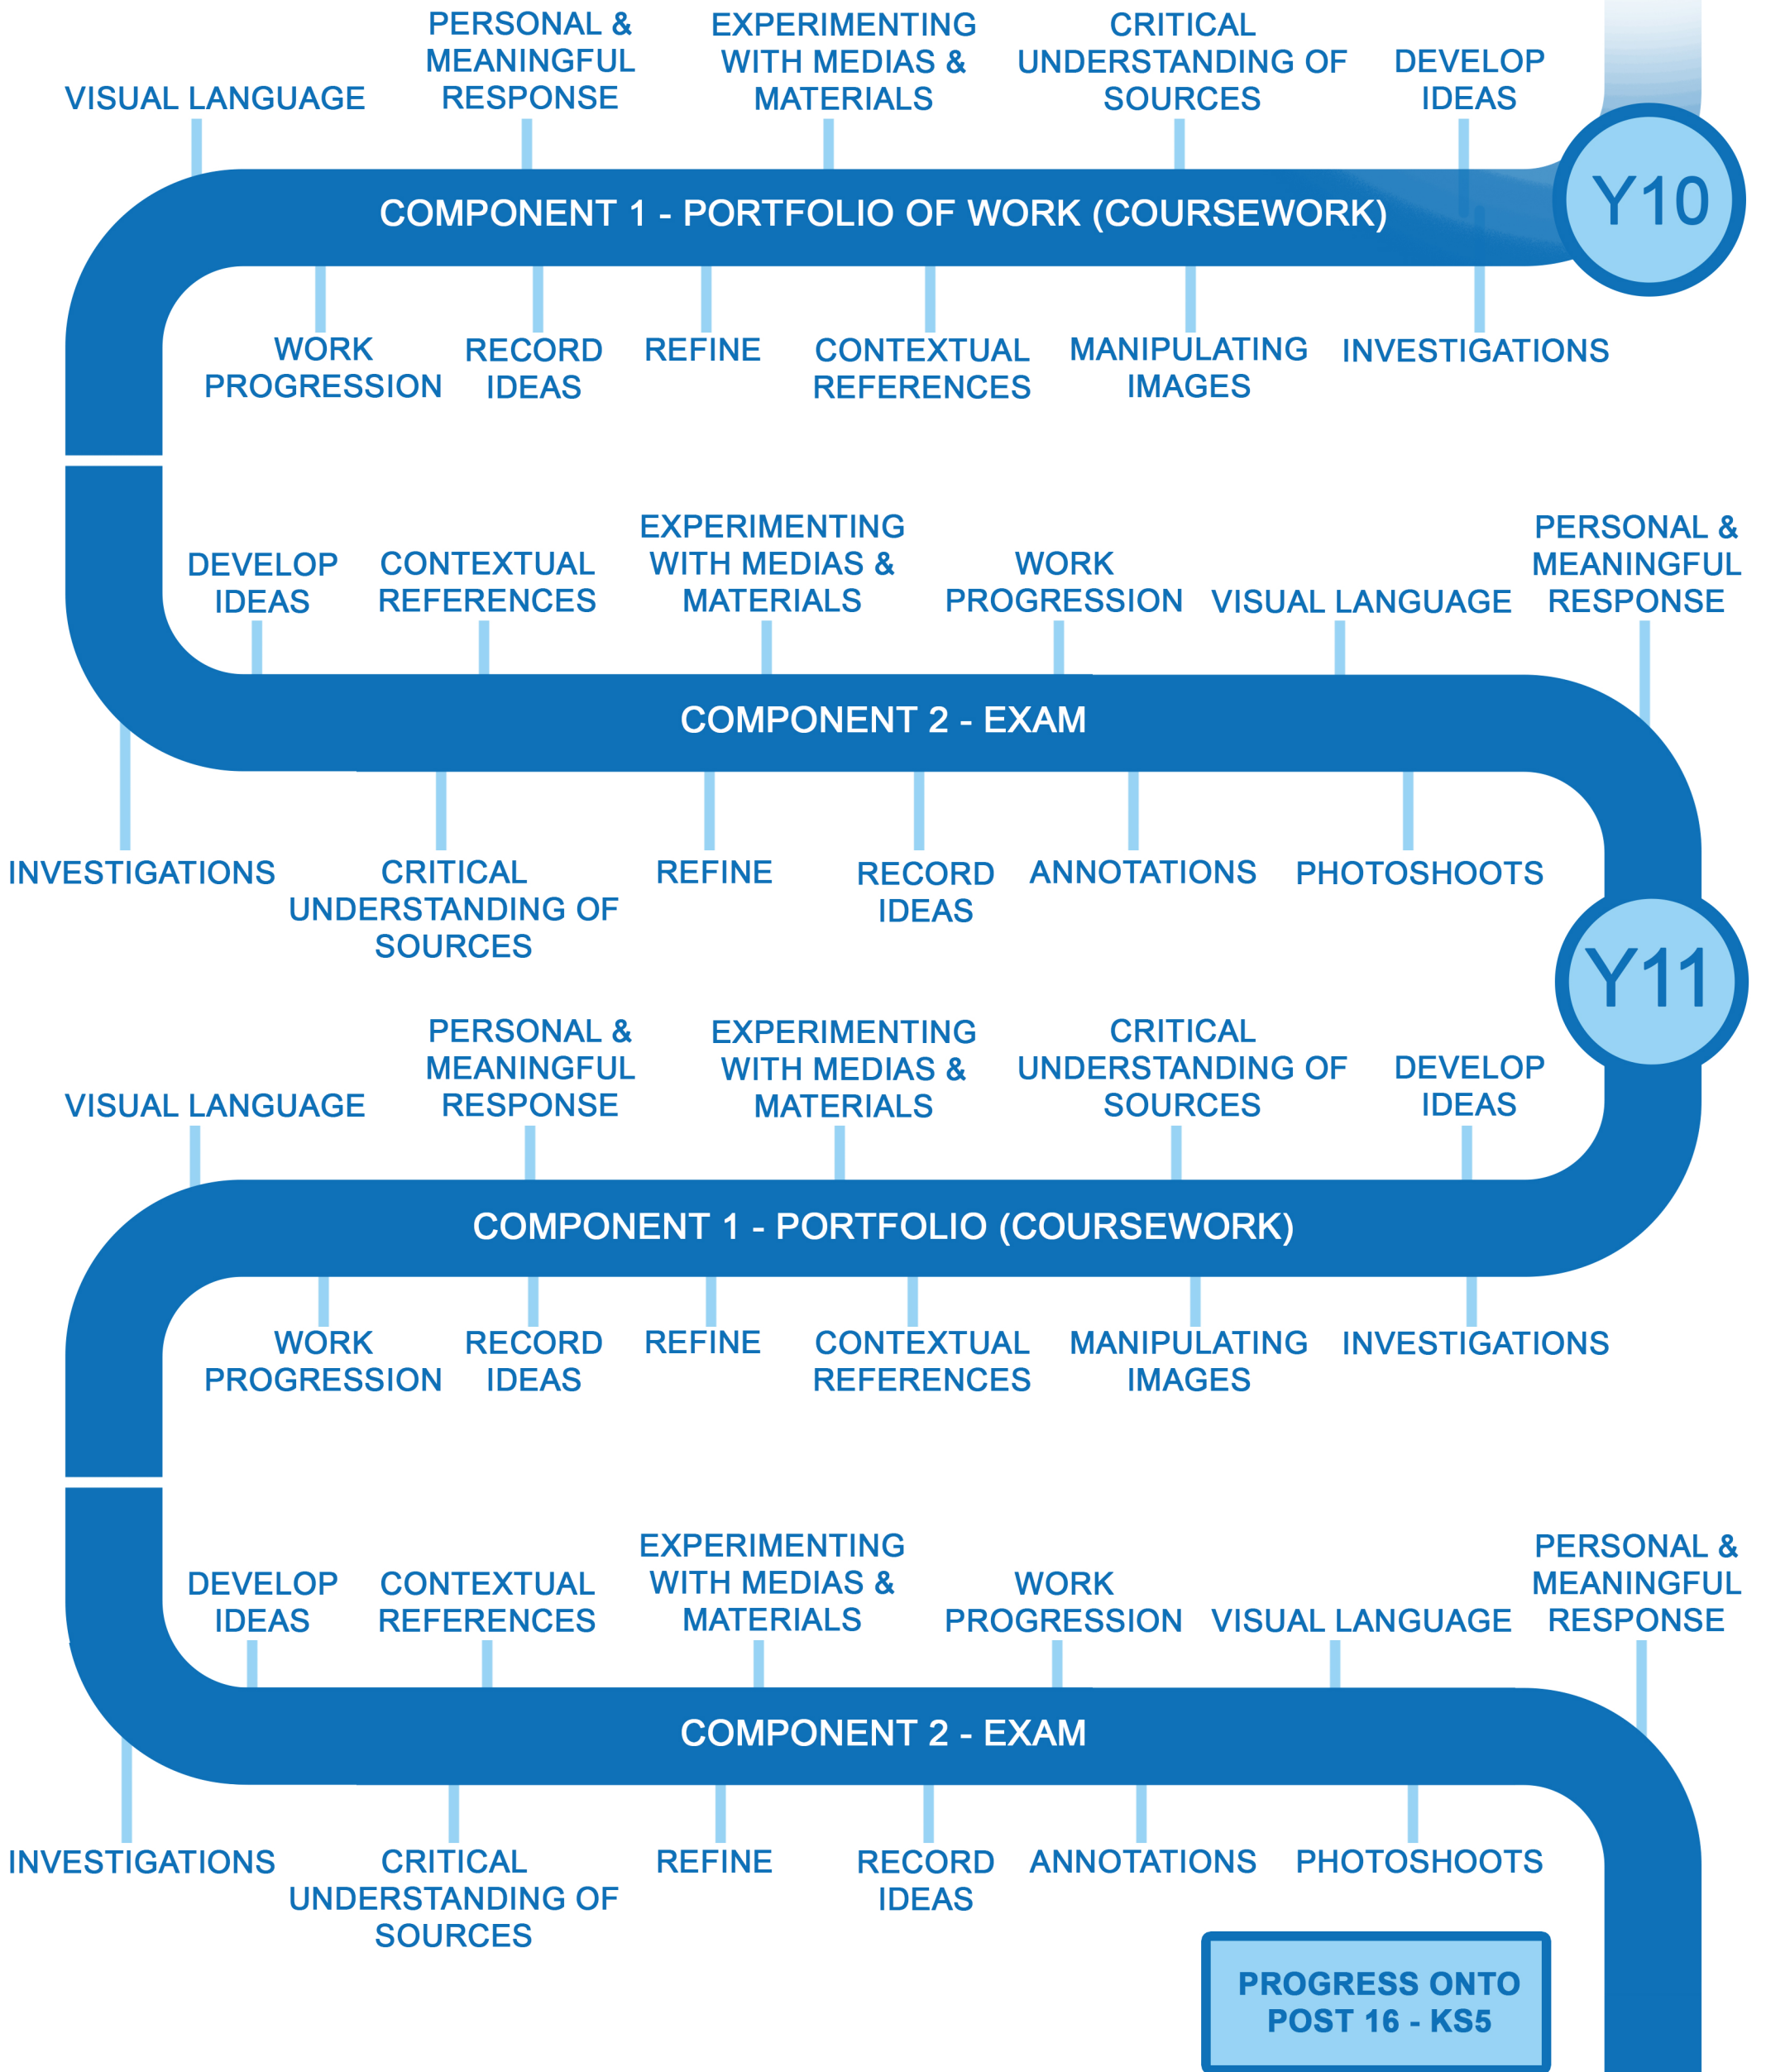 VISUAL LANGUAGE
PERSONAL &
MEANINGFUL
RESPONSE
EXPERIMENTING
WITH MEDIAS &
MATERIALS
CRITICAL
UNDERSTANDING OF
SOURCES
DEVELOP
IDEAS
Y10
COMPONENT 1 - PORTFOLIO OF WORK (COURSEWORK)
WORK
PROGRESSION
RECORD
IDEAS
REFINE
CONTEXTUAL
REFERENCES
MANIPULATING
IMAGES
INVESTIGATIONS
DEVELOP
IDEAS
CONTEXTUAL
REFERENCES
EXPERIMENTING
WITH MEDIAS &
MATERIALS
WORK
PROGRESSION
VISUAL LANGUAGE
PERSONAL &
MEANINGFUL
RESPONSE
COMPONENT 2 - EXAM
INVESTIGATIONS
CRITICAL
UNDERSTANDING OF
SOURCES
REFINE
RECORD
IDEAS
ANNOTATIONS
PHOTOSHOOTS
Y11
VISUAL LANGUAGE
PERSONAL &
MEANINGFUL
RESPONSE
EXPERIMENTING
WITH MEDIAS &
MATERIALS
CRITICAL
UNDERSTANDING OF
SOURCES
DEVELOP
IDEAS
COMPONENT 1 - PORTFOLIO (COURSEWORK)
WORK
PROGRESSION
RECORD
IDEAS
REFINE
CONTEXTUAL
REFERENCES
MANIPULATING
IMAGES
INVESTIGATIONS
DEVELOP
IDEAS
CONTEXTUAL
REFERENCES
EXPERIMENTING
WITH MEDIAS &
MATERIALS
WORK
PROGRESSION
VISUAL LANGUAGE
PERSONAL &
MEANINGFUL
RESPONSE
COMPONENT 2 - EXAM
INVESTIGATIONS
CRITICAL
UNDERSTANDING OF
SOURCES
REFINE
RECORD
IDEAS
ANNOTATIONS
PHOTOSHOOTS
PROGRESS ONTO
POST 16 - KS5